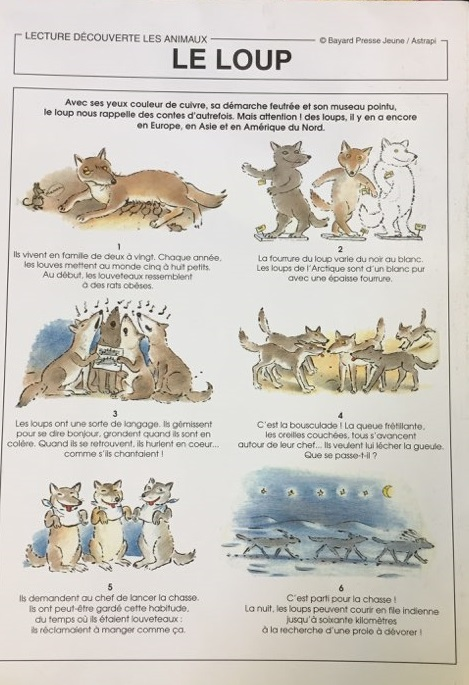 LECTURE DÉCOUVERTE LES ANIMAUX
© Bayard Presse Jeune / Astrapi
LE LOUP
Avec ses yeux couleur de cuivre, sa démarche feutrée et son museau pointu,
le loup nous rappelle des contes d'autrefois. Mais attention ! des loups, il y en a encore
en Europe, en Asie et en Amérique du Nord.
1
Ils vivent en famille de deux à vingt. Chaque année,
les louves mettent au monde cinq à huit petits.
Au début, les louveteaux ressemblent
à des rats obèses.
2
La fourrure du loup varie du noir au blanc.
Les loups de l'Arctique sont d'un blanc pur
avec une épaisse fourrure.
3
Les loups ont une sorte de langage. Ils gémissent
pour se dire bonjour, grondent quand ils sont en
colère. Quand ils se retrouvent, ils hurlent en coeur...
comme s'ils chantaient !
4
C'est la bousculade ! La queue frétillante,
les oreilles couchées, tous s'avancent
autour de leur chef... Ils veulent lui lécher la gueule.
Que se passe-t-il ?
5
Ils demandent au chef de lancer la chasse.
Ils ont peut-être gardé cette habitude,
du temps où ils étaient louveteaux :
ils réclamaient à manger comme ça.
6
C'est parti pour la chasse !
La nuit, les loups peuvent courir en file indienne
jusqu'à soixante kilomètres
à la recherche d'une proie à dévorer !